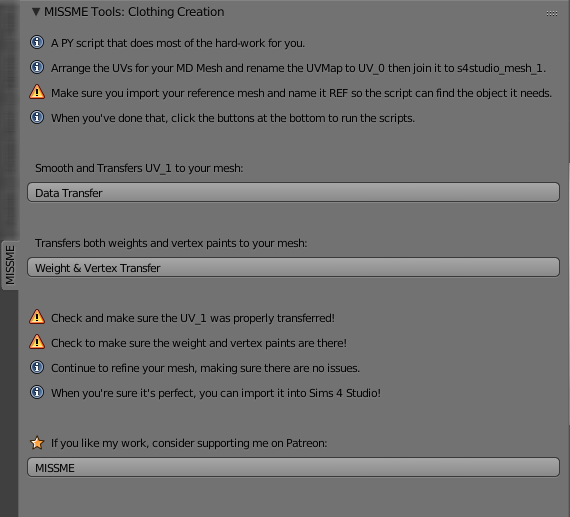 MISSME Tools: Clothing Creation
A PY script that does most of the hard-work for you.
Arrange the UVs for your MD Mesh and rename the UVMap to UV_0 then join it to s4studio_mesh_1.
Make sure you import your reference mesh and name it REF so the script can find the object it needs.
When you've done that, click the buttons at the bottom to run the scripts.
Smooth and Transfers UV_1 to your mesh:
Data Transfer
Transfers both weights and vertex paints to your mesh:
MISSME
Weight & Vertex Transfer
Check and make sure the UV_1 was properly transferred!
Check to make sure the weight and vertex paints are there!
Continue to refine your mesh, making sure there are no issues.
When you're sure it's perfect, you can import it into Sims 4 Studio!
If you like my work, consider supporting me on Patreon:
MISSME